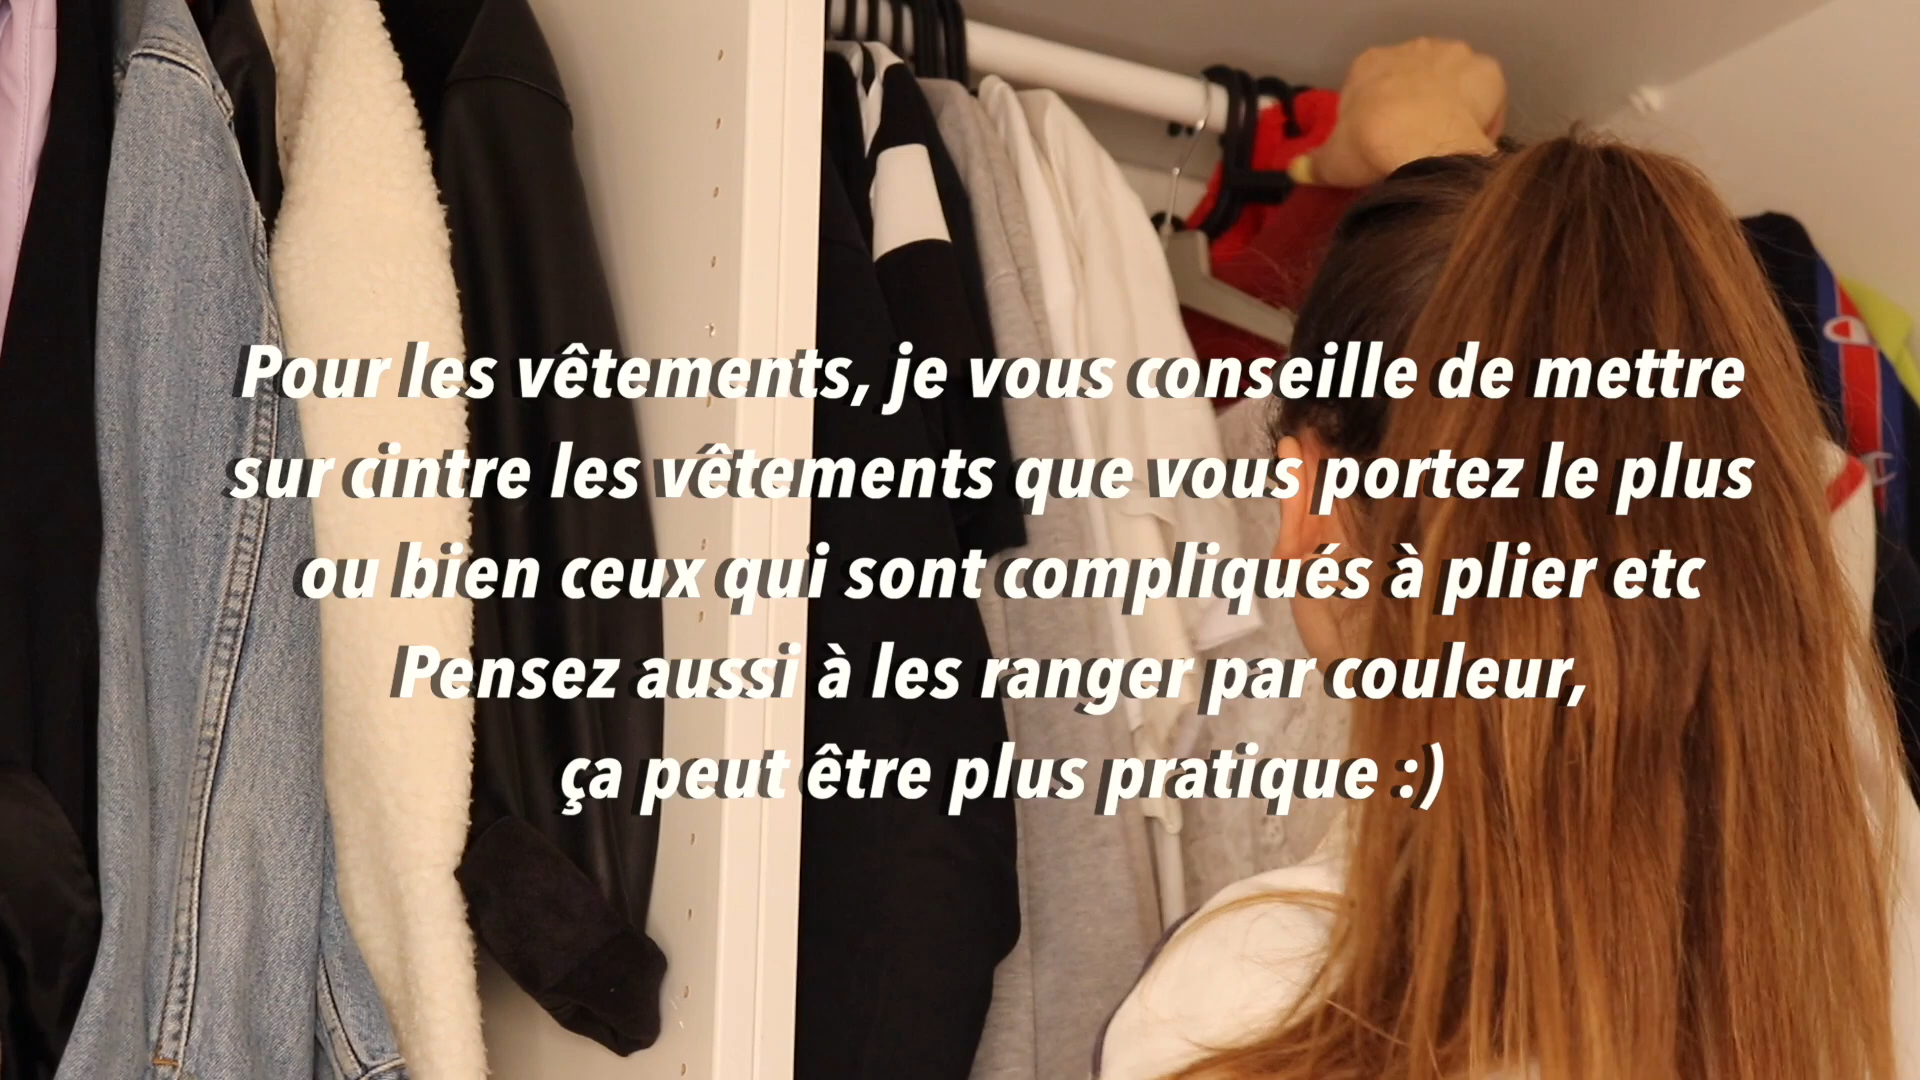 Pour les vêtements, je vous conseille de mettre
sur cintre les vêtements que vous portez le plus
ou bien ceux qui sont compliqués à plier etc
Pensez aussi à les ranger par couleur,
ça peut être plus pratique :)